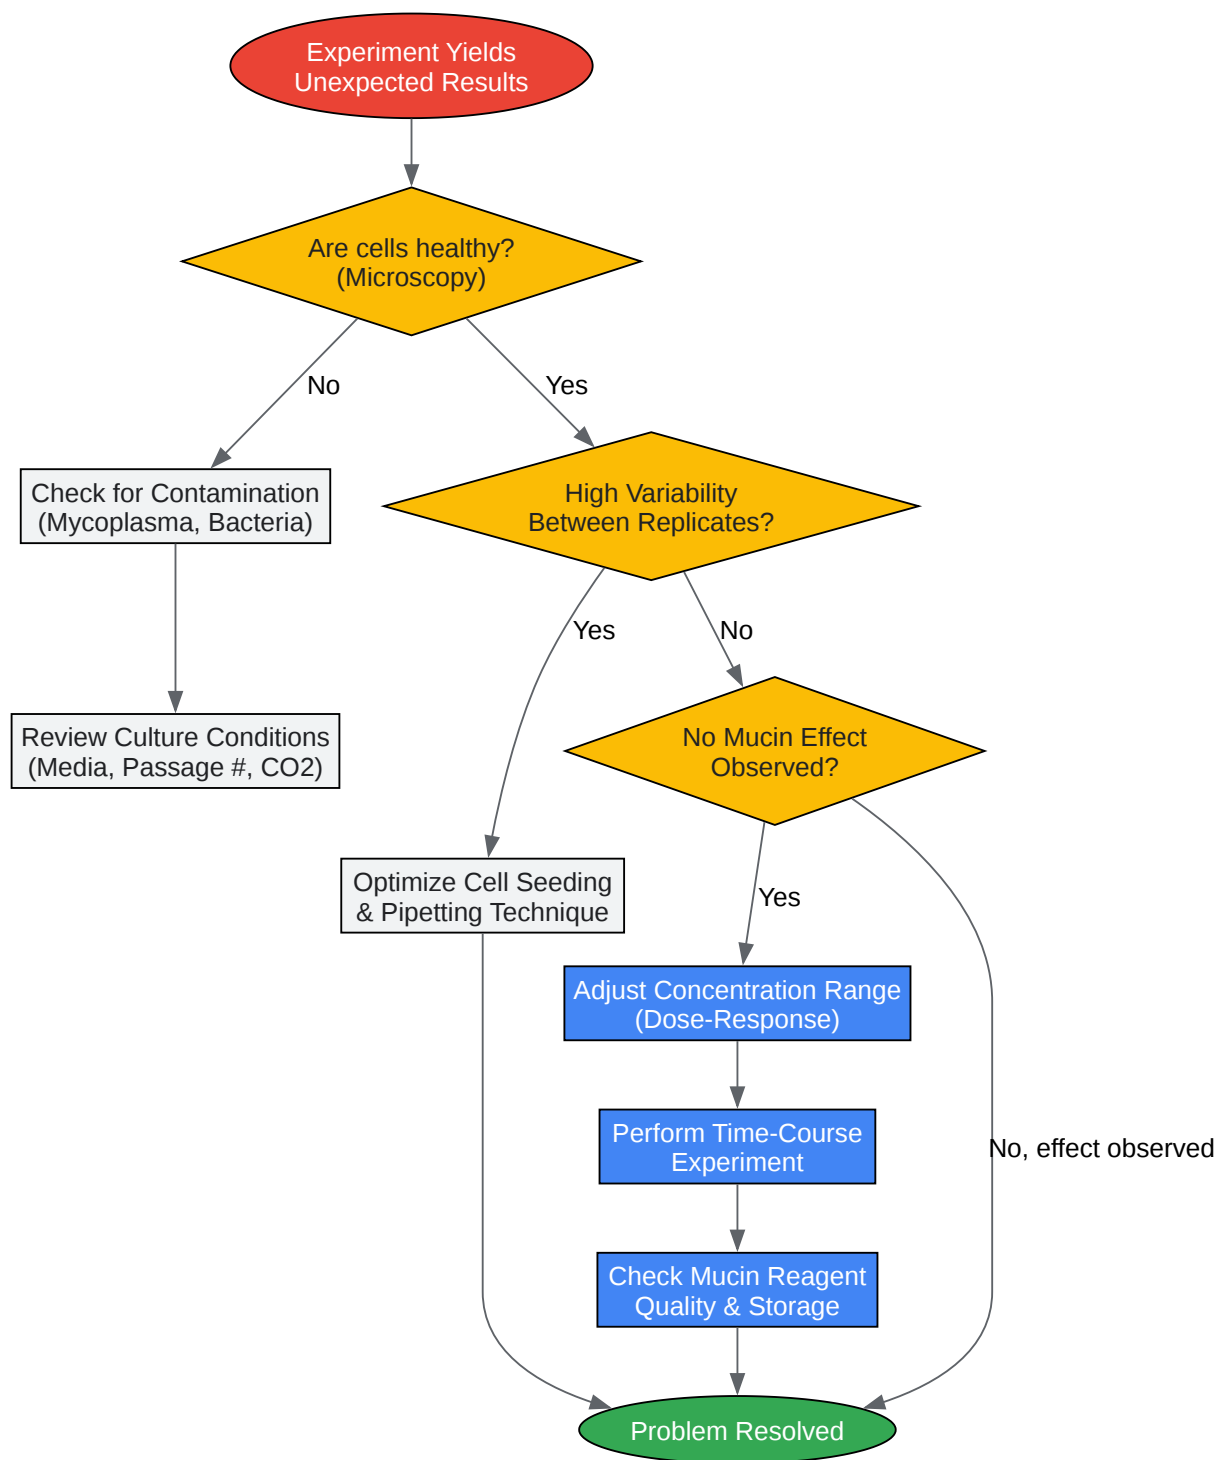 Experiment Yields
Unexpected Results
Are cells healthy?
(Microscopy)
No
Yes
Check for Contamination
(Mycoplasma, Bacteria)
High Variability
Between Replicates?
Yes
No
Review Culture Conditions
(Media, Passage #, CO2)
No Mucin Effect
Observed?
Optimize Cell Seeding
& Pipetting Technique
Yes
Adjust Concentration Range
(Dose-Response)
Perform Time-Course
Experiment
No, effect observed
Check Mucin Reagent
Quality & Storage
Problem Resolved